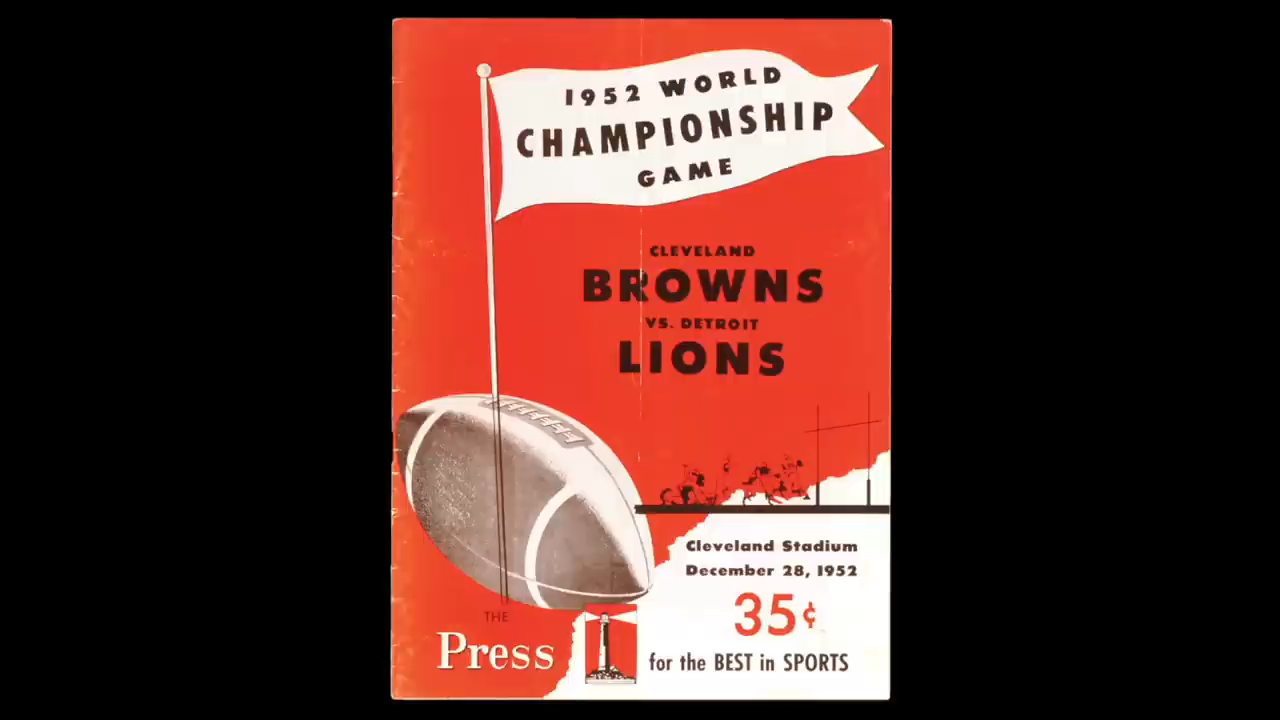 1952 WORLD
CHAMPIONSHIP
GAME
CLEVELAND
BROWNS
VS. DETROIT
LIONS
Cleveland Stadium
December 28, 1952
35¢
THE
Press
for the BEST in SPORTS